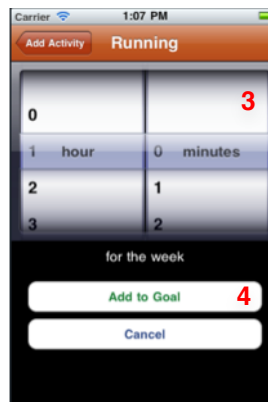 Carrier 1:07 PM
Add Activity Running
3
0
1 hour 0 minutes
2 1
3 2
for the week
Add to Goal 4
Cancel